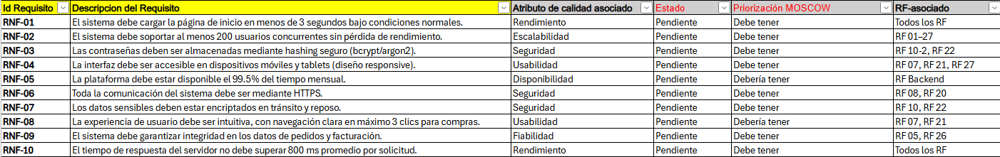 Id Requisito Descripcion del Requisito Atributo de calidad asociado Estado Priorización MOSCOW RF-asociado
RNF-01 El sistema debe cargar la página de inicio en menos de 3 segundos bajo condiciones normales. Rendimiento Pendiente Debe tener Todos los RF
RNF-02 El sistema debe soportar al menos 200 usuarios concurrentes sin pérdida de rendimiento. Escalabilidad Pendiente Debe tener RF 01–27
RNF-03 Las contraseñas deben ser almacenadas mediante hashing seguro (bcrypt/argon2). Seguridad Pendiente Debe tener RF 10-2, RF 22
RNF-04 La interfaz debe ser accesible en dispositivos móviles y tablets (diseño responsive). Usabilidad Pendiente Debe tener RF 07, RF 21, RF 27
RNF-05 La plataforma debe estar disponible el 99.5% del tiempo mensual. Disponibilidad Pendiente Debería tener RF Backend
RNF-06 Toda la comunicación del sistema debe ser mediante HTTPS. Seguridad Pendiente Debe tener RF 08, RF 20
RNF-07 Los datos sensibles deben estar encriptados en tránsito y reposo. Seguridad Pendiente Debe tener RF 10, RF 22
RNF-08 La experiencia de usuario debe ser intuitiva, con navegación clara en máximo 3 clics para compras. Usabilidad Pendiente Debería tener RF 07, RF 21
RNF-09 El sistema debe garantizar integridad en los datos de pedidos y facturación. Fiabilidad Pendiente Debe tener RF 05, RF 26
RNF-10 El tiempo de respuesta del servidor no debe superar 800 ms promedio por solicitud. Rendimiento Pendiente Debe tener Todos los RF